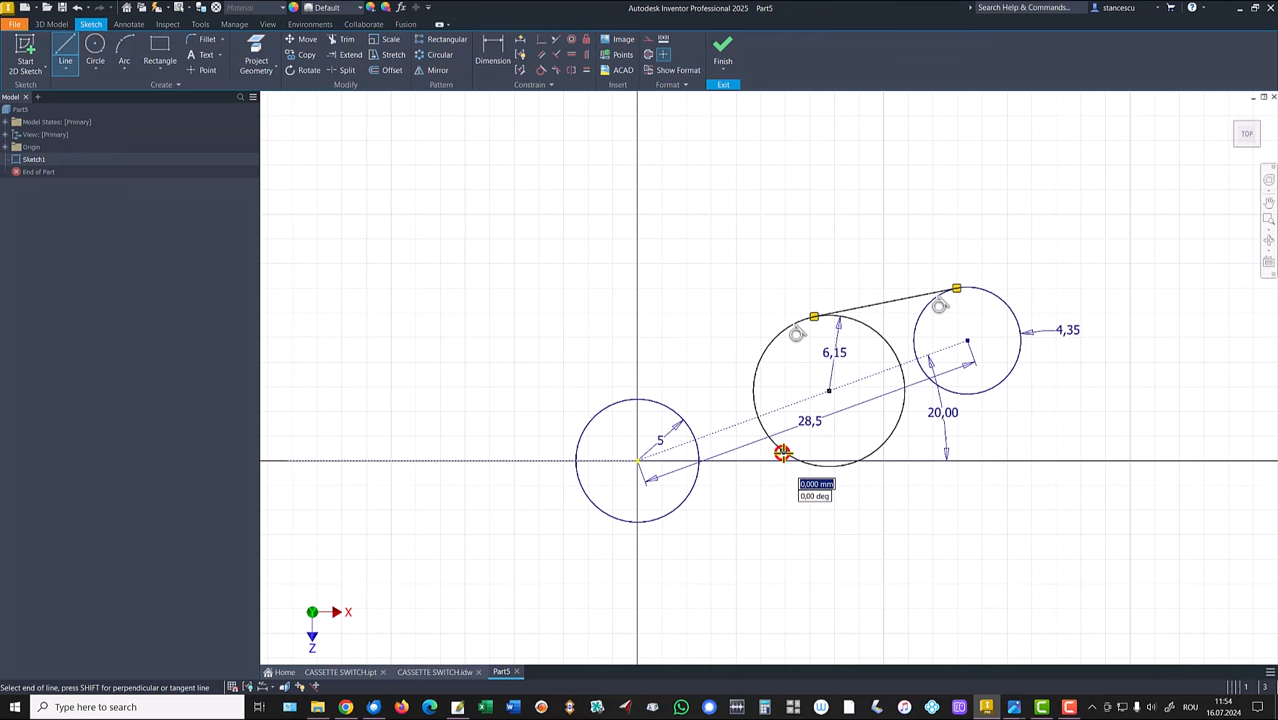 Material
Default
Autodesk Inventor Professional 2025 Part5
Search Help & Commands...
stancescu
File
3D Model
Sketch
Annotate
Inspect
Tools
Manage
View
Environments
Collaborate
Fusion
Start
2D Sketch
Line
Circle
Arc
Rectangle
Fillet
Text
Point
Project
Geometry
Move
Copy
Rotate
Trim
Extend
Split
Scale
Stretch
Offset
Rectangular
Circular
Mirror
Dimension
Image
Points
ACAD
Show Format
Finish
Sketch
Create
Modify
Pattern
Constrain
Insert
Format
Exit
Model
Part5
Model States: [Primary]
View: [Primary]
Origin
Sketch1
End of Part
TOP
4,35
6,15
20,00
28,5
5
0,000 mm
0,00 deg
X
Y
Z
Home
CASSETTE SWITCH.ipt
CASSETTE SWITCH.idw
Part5
Select end of line, press SHIFT for perpendicular or tangent line
1
3
Type here to search
ROU
11:54
16.07.2024